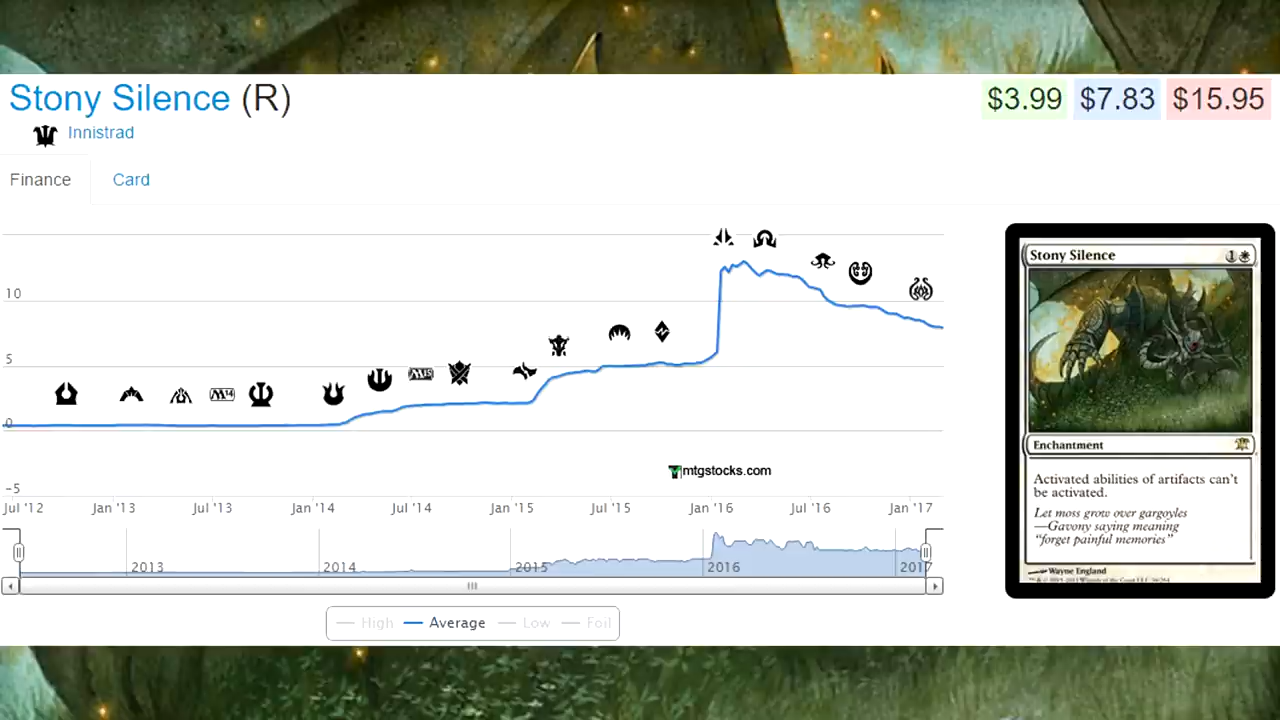 Stony Silence (R)
$3.99 $7.83 $15.95
Innistrad
Finance Card
10
5
0
-5
M14
M15
mtgstocks.com
Jul '12 Jan '13 Jul '13 Jan '14 Jul '14 Jan '15 Jul '15 Jan '16 Jul '16 Jan '17
2013 2014 2015 2016 2017
High Average Low Foil
Stony Silence 1
Enchantment
Activated abilities of artifacts can't
be activated.
Let moss grow over gargoyles
—Gavony saying meaning
"forget painful memories"
Wayne England